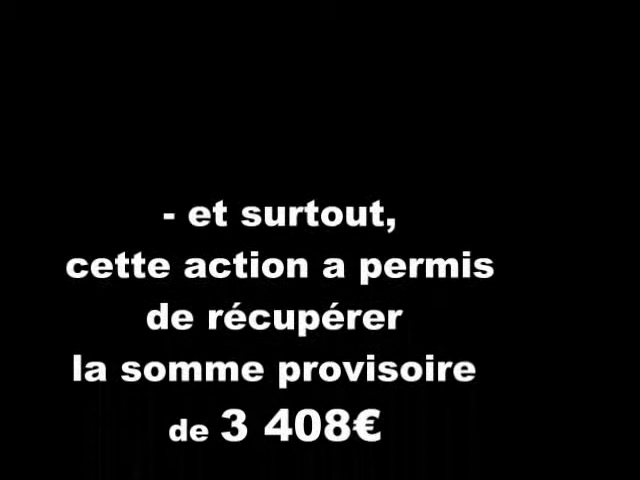 - et surtout,
cette action a permis
de récupérer
la somme provisoire
de 3 408€